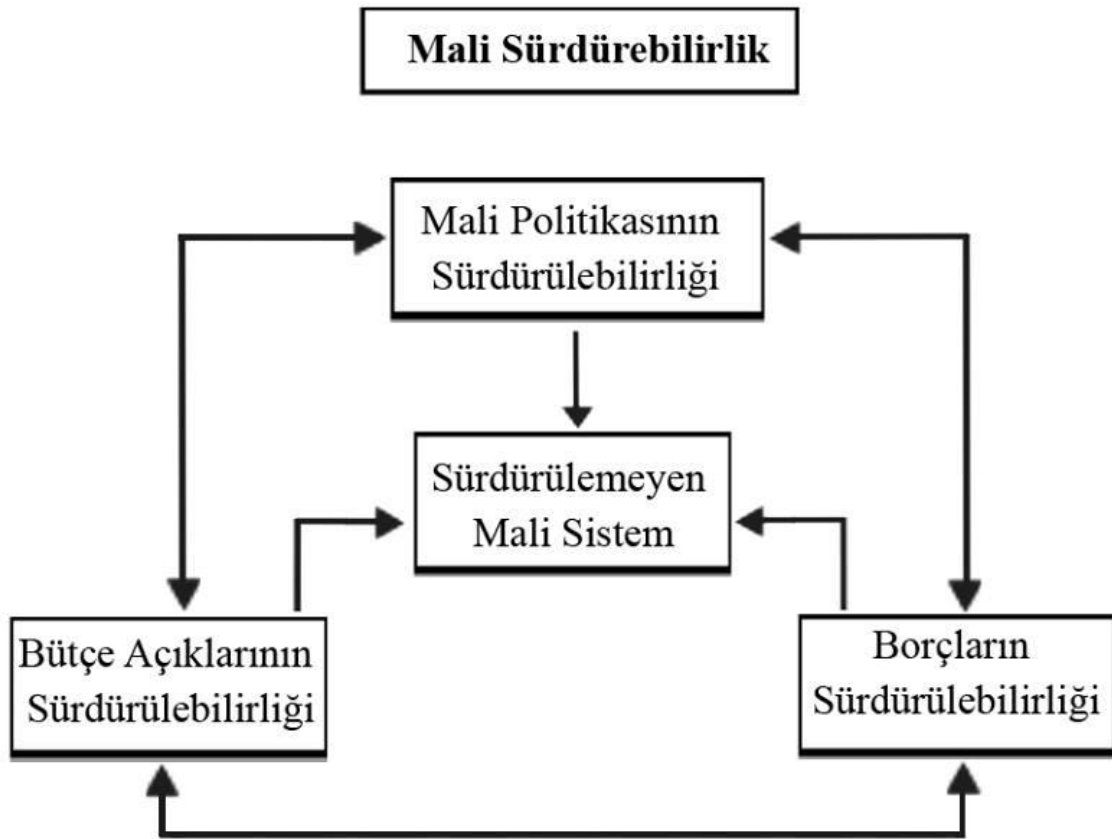 Mali Sürdürebilirlik
Mali Politikasının
Sürdürülebilirliği
Sürdürülemeyen
Mali Sistem
Bütçe Açıklarının
Sürdürülebilirliği
Borçların
Sürdürülebilirliği